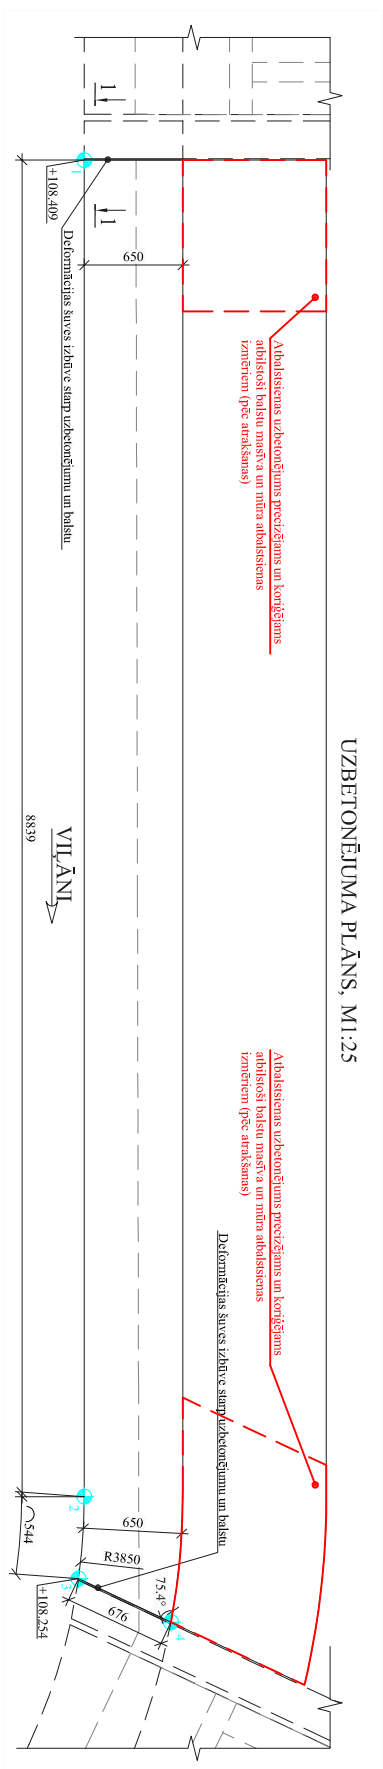 UZBETONĒJUMA PLĀNS, M1:25
Atbalstsienas uzbetonējums precizējams un koriģējams
atbilstoši balstu masīva un mūra atbalstsienas
izmēriem (pēc atrakšanas)
Atbalstsienas uzbetonējums precizējams un koriģējams
atbilstoši balstu masīva un mūra atbalstsienas
izmēriem (pēc atrakšanas)
Deformācijas šuves izbūve starp uzbetonējumu un balstu
650
650
R3850
75.4°
676
4
1
1
1
2
3
Deformācijas šuves izbūve starp uzbetonējumu un balstu
+108.409
VIĻĀNI
8839
544
+108.254